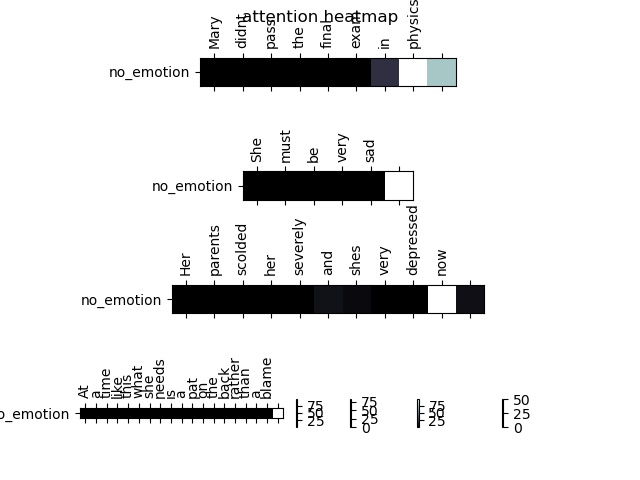 attention heatmap
Mary didnt pass the final exam in physics
no_emotion
She must be very sad
no_emotion
Her parents scolded her severely and shes very depressed now
no_emotion
At a time like this what she needs is a pat on the back rather than a blame
no_emotion
75 50 25
75 50 25 0
75 50 25
50 25 0